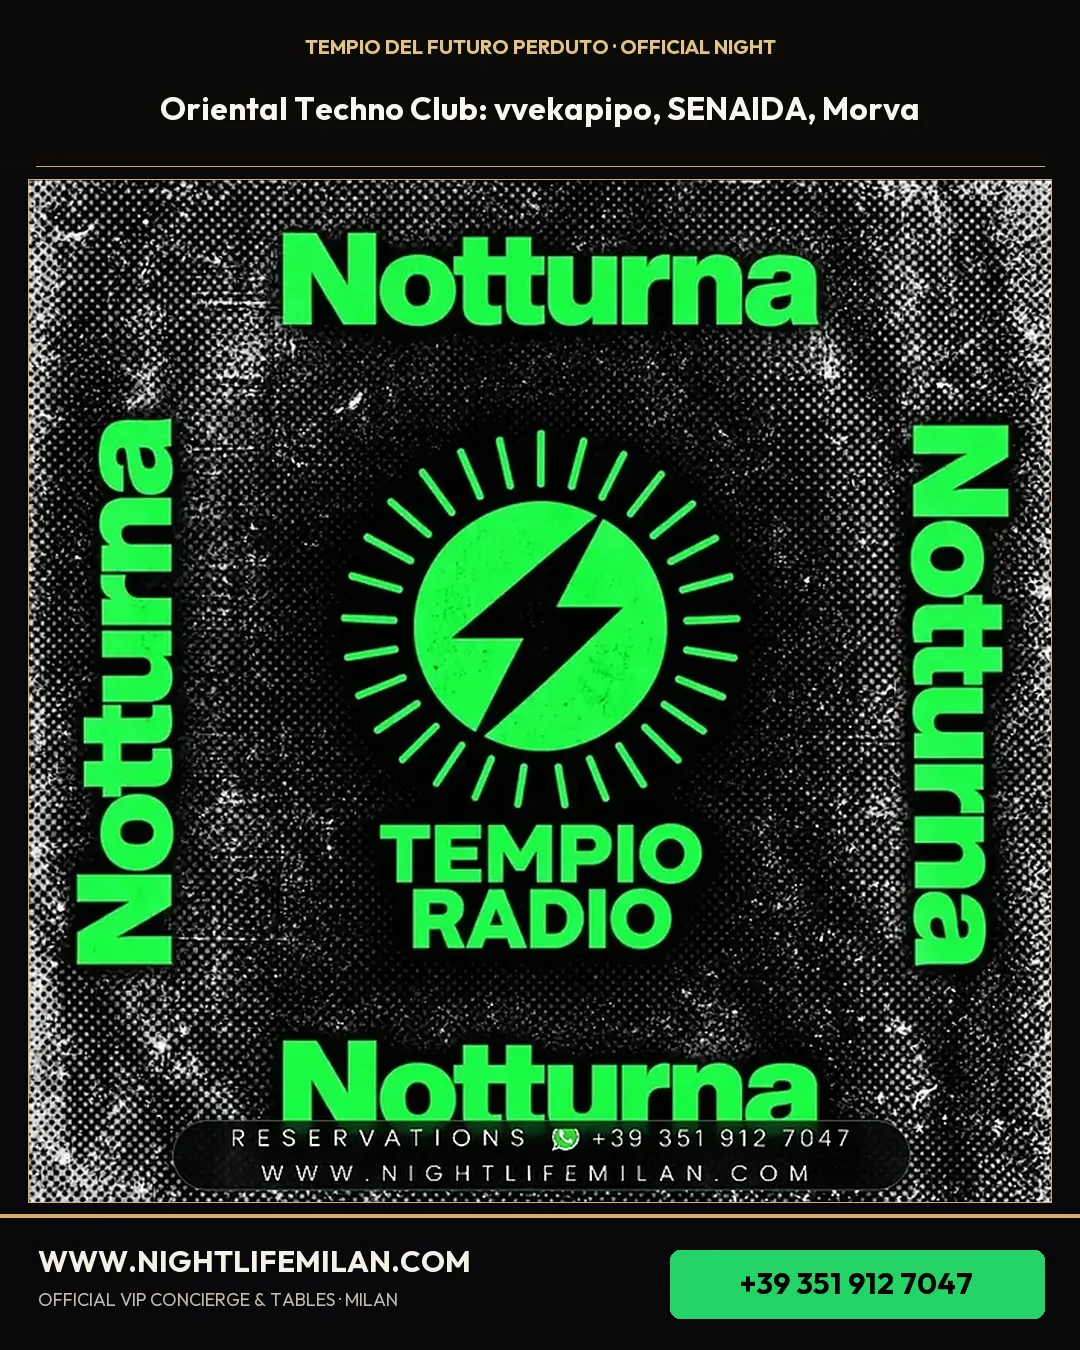 TEMPIO DEL FUTURO PERDUTO · OFFICIAL NIGHT
Oriental Techno Club: vvekapipo, SENAIDA, Morva
Notturna
Notturna
Notturna
TEMPIO
RADIO
Notturna
RESERVATIONS +39 351 912 7047
WWW.NIGHTLIFEMILAN.COM
WWW.NIGHTLIFEMILAN.COM
OFFICIAL VIP CONCIERGE & TABLES · MILAN
+39 351 912 7047